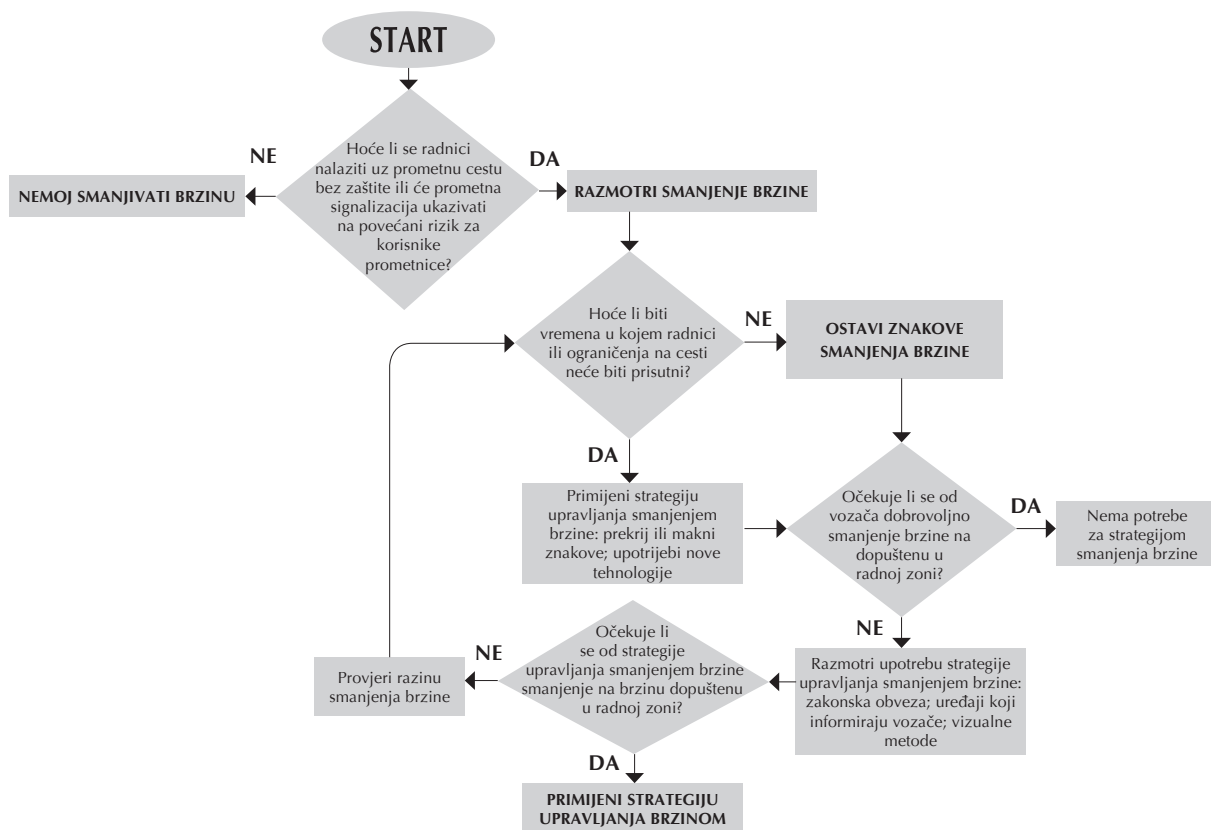 START
Hoće li se radnici
nalaziti uz prometnu cestu
bez zaštite ili će prometna
signalizacija ukazivati
na povećani rizik za
korisnike
prometnice?
NE
NEMOJ SMANJIVATI BRZINU
DA
RAZMOTRI SMANJENJE BRZINE
Hoće li biti
vremena u kojem radnici
ili ograničenja na cesti
neće biti prisutni?
NE
OSTAVI ZNAKOVE
SMANJENJA BRZINE
DA
Primijeni strategiju
upravljanja smanjenjem
brzine: prekrij ili makni
znakove; upotrijebi nove
tehnologije
Očekuje li se od
vozača dobrovoljno
smanjenje brzine na
dopuštenu u
radnoj zoni?
DA
Nema potrebe
za strategijom
smanjenja brzine
NE
Razmotri upotrebu strategije
upravljanja smanjenjem brzine:
zakonska obveza; uređaji koji
informiraju vozače; vizualne
metode
Očekuje li
se od strategije
upravljanja smanjenjem brzine
smanjenje na brzinu dopuštenu
u radnoj zoni?
NE
Provjeri razinu
smanjenja brzine
DA
PRIMIJENI STRATEGIJU
UPRAVLJANJA BRZINOM